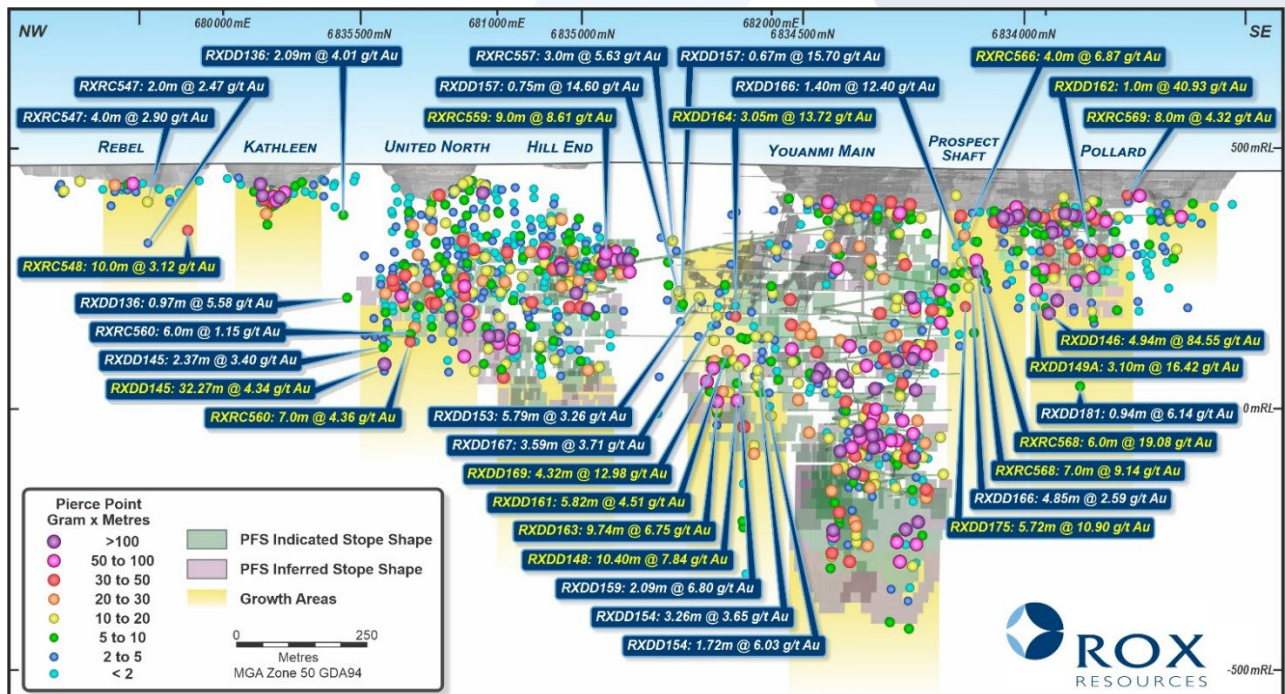 NW
680 000 mE
6 835 500 mN
681 000 mE
6 835 000 mN
682 000 mE
6 834 500 mN
6 834 000 mN
SE
RXDD136: 2.09m @ 4.01 g/t Au
RXRC557: 3.0m @ 5.63 g/t Au
RXDD157: 0.67m @ 15.70 g/t Au
RXRC566: 4.0m @ 6.87 g/t Au
RXRC547: 2.0m @ 2.47 g/t Au
RXDD157: 0.75m @ 14.60 g/t Au
RXDD166: 1.40m @ 12.40 g/t Au
RXDD162: 1.0m @ 40.93 g/t Au
RXRC547: 4.0m @ 2.90 g/t Au
RXRC559: 9.0m @ 8.61 g/t Au
RXDD164: 3.05m @ 13.72 g/t Au
RXRC569: 8.0m @ 4.32 g/t Au
REBEL
KATHLEEN
UNITED NORTH
HILL END
YOUANMI MAIN
PROSPECT
SHAFT
POLLARD
500 mRL
RXRC548: 10.0m @ 3.12 g/t Au
RXDD136: 0.97m @ 5.58 g/t Au
RXRC560: 6.0m @ 1.15 g/t Au
RXDD145: 2.37m @ 3.40 g/t Au
RXDD145: 32.27m @ 4.34 g/t Au
RXRC560: 7.0m @ 4.36 g/t Au
RXDD146: 4.94m @ 84.55 g/t Au
RXDD149A: 3.10m @ 16.42 g/t Au
RXDD181: 0.94m @ 6.14 g/t Au
0 mRL
RXRC568: 6.0m @ 19.08 g/t Au
RXRC568: 7.0m @ 9.14 g/t Au
RXDD166: 4.85m @ 2.59 g/t Au
RXDD175: 5.72m @ 10.90 g/t Au
RXDD153: 5.79m @ 3.26 g/t Au
RXDD167: 3.59m @ 3.71 g/t Au
RXDD169: 4.32m @ 12.98 g/t Au
RXDD161: 5.82m @ 4.51 g/t Au
RXDD163: 9.74m @ 6.75 g/t Au
RXDD148: 10.40m @ 7.84 g/t Au
RXDD159: 2.09m @ 6.80 g/t Au
RXDD154: 3.26m @ 3.65 g/t Au
RXDD154: 1.72m @ 6.03 g/t Au
Pierce Point
Gram x Metres
>100
50 to 100
30 to 50
20 to 30
10 to 20
5 to 10
2 to 5
< 2
PFS Indicated Stope Shape
PFS Inferred Stope Shape
Growth Areas
0 250
Metres
MGA Zone 50 GDA94
ROX
RESOURCES
-500 mRL